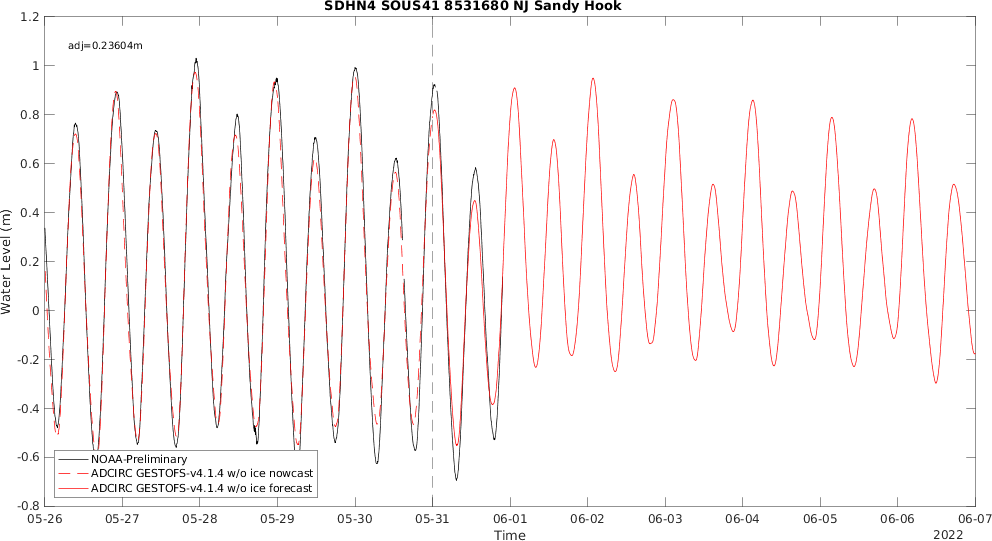 SDHN4 SOUS41 8531680 NJ Sandy Hook
1.2
adj=0.23604m
1
0.8
0.6
0.4
0.2
0
-0.2
-0.4
-0.6
-0.8
Water Level (m)
NOAA-Preliminary
ADCIRC GESTOFS-v4.1.4 w/o ice nowcast
ADCIRC GESTOFS-v4.1.4 w/o ice forecast
05-26 05-27 05-28 05-29 05-30 05-31 06-01 06-02 06-03 06-04 06-05 06-06 06-07
Time
2022